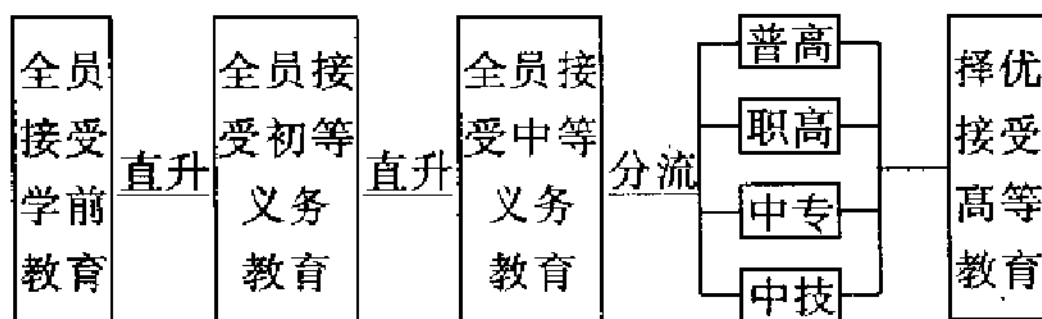 全员
接受
学前
教育
直升
全员接
受初等
义务
教育
直升
全员接
受中等
义务
教育
分流
普高
职高
中专
中技
择优
接受
高等
教育